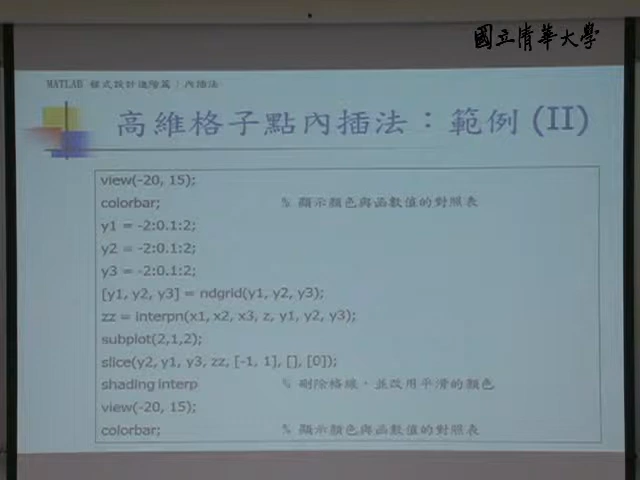 國立清華大學
MATLAB 程式設計進階篇：內插法
高維格子點內插法：範例 (II)
view(-20, 15);
colorbar; % 顯示顏色與函數值的對照表
y1 = -2:0.1:2;
y2 = -2:0.1:2;
y3 = -2:0.1:2;
[y1, y2, y3] = ndgrid(y1, y2, y3);
zz = interpn(x1, x2, x3, z, y1, y2, y3);
subplot(2,1,2);
slice(y2, y1, y3, zz, [-1, 1], [], [0]);
shading interp % 刪除格線，並改用平滑的顏色
view(-20, 15);
colorbar; % 顯示顏色與函數值的對照表